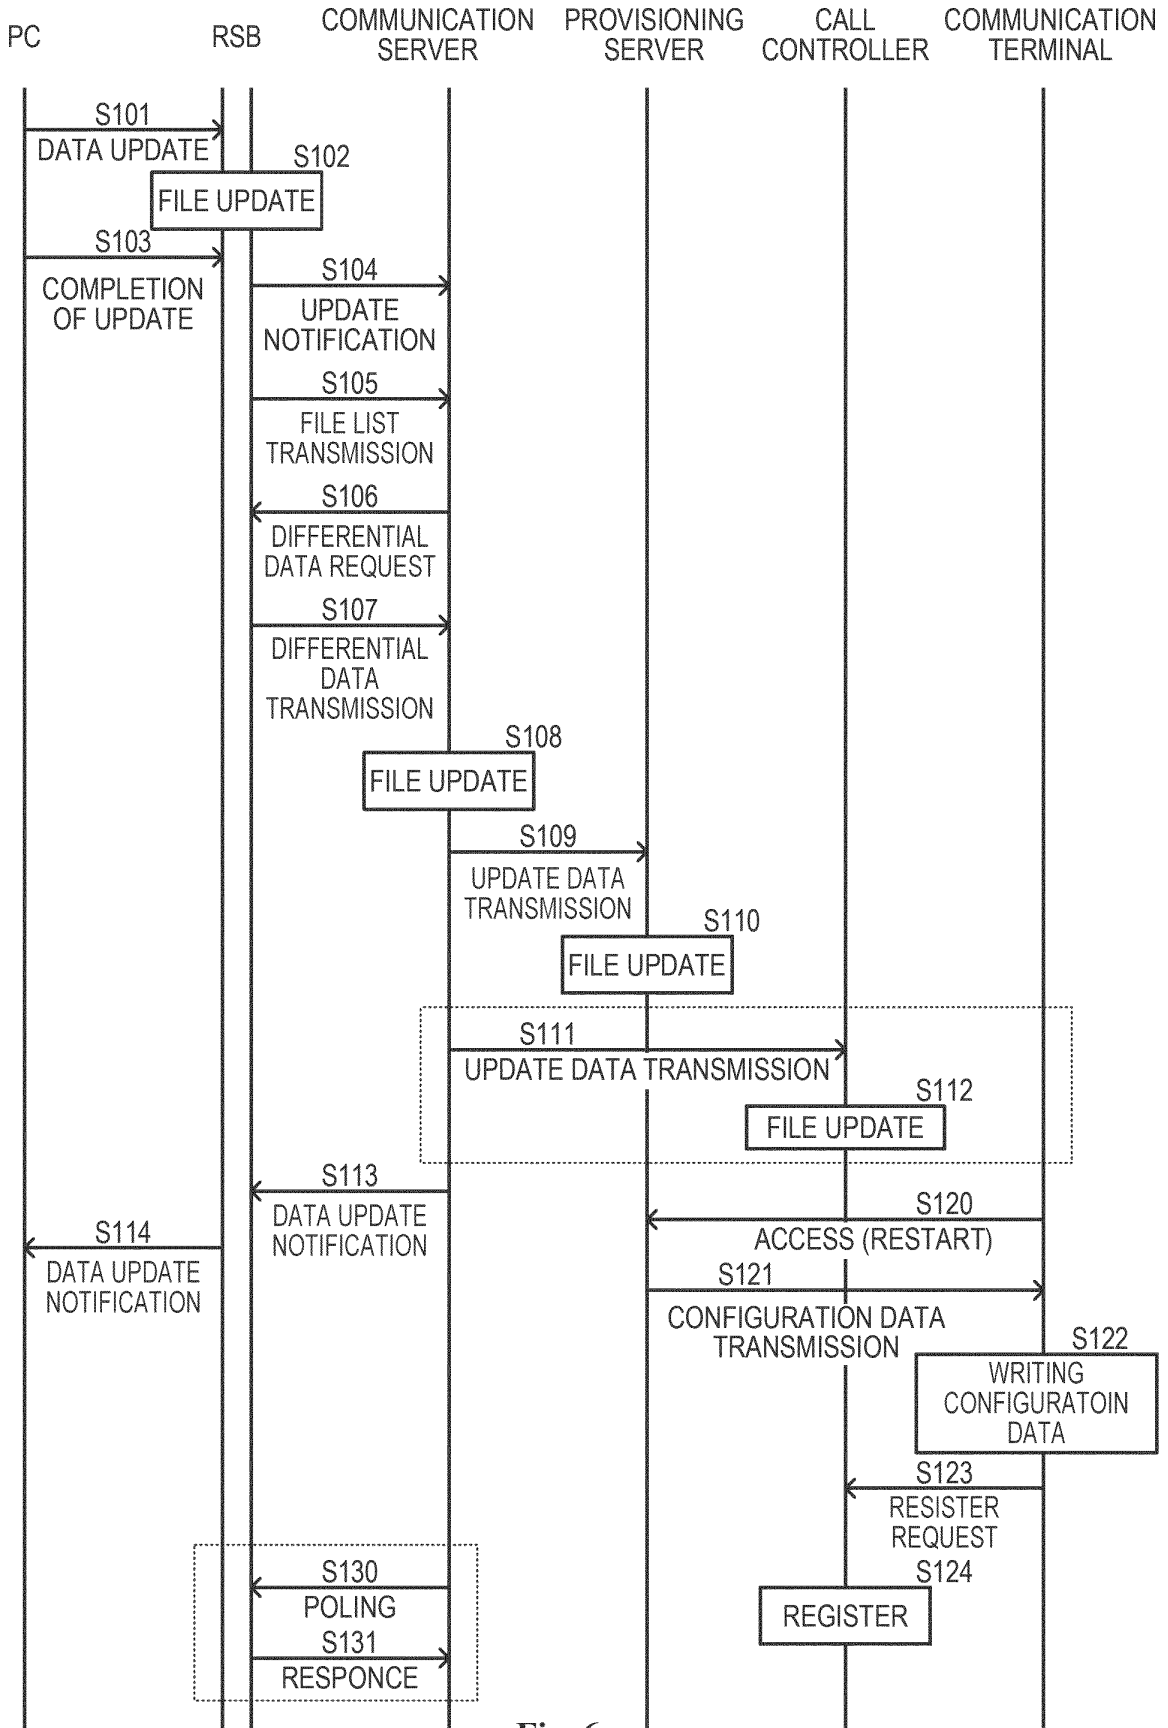 PC
RSB
COMMUNICATION
SERVER
PROVISIONING
SERVER
CALL
CONTROLLER
COMMUNICATION
TERMINAL
S101
DATA UPDATE
S102
FILE UPDATE
S103
COMPLETION
OF UPDATE
S104
UPDATE
NOTIFICATION
S105
FILE LIST
TRANSMISSION
S106
DIFFERENTIAL
DATA REQUEST
S107
DIFFERENTIAL
DATA
TRANSMISSION
S108
FILE UPDATE
S109
UPDATE DATA
TRANSMISSION
S110
FILE UPDATE
S111
UPDATE DATA TRANSMISSION
S112
FILE UPDATE
S113
DATA UPDATE
NOTIFICATION
S114
DATA UPDATE
NOTIFICATION
S120
ACCESS (RESTART)
S121
CONFIGURATION DATA
TRANSMISSION
S122
WRITING
CONFIGURATOIN
DATA
S123
RESISTER
REQUEST
S124
REGISTER
S130
POLING
S131
RESPONCE